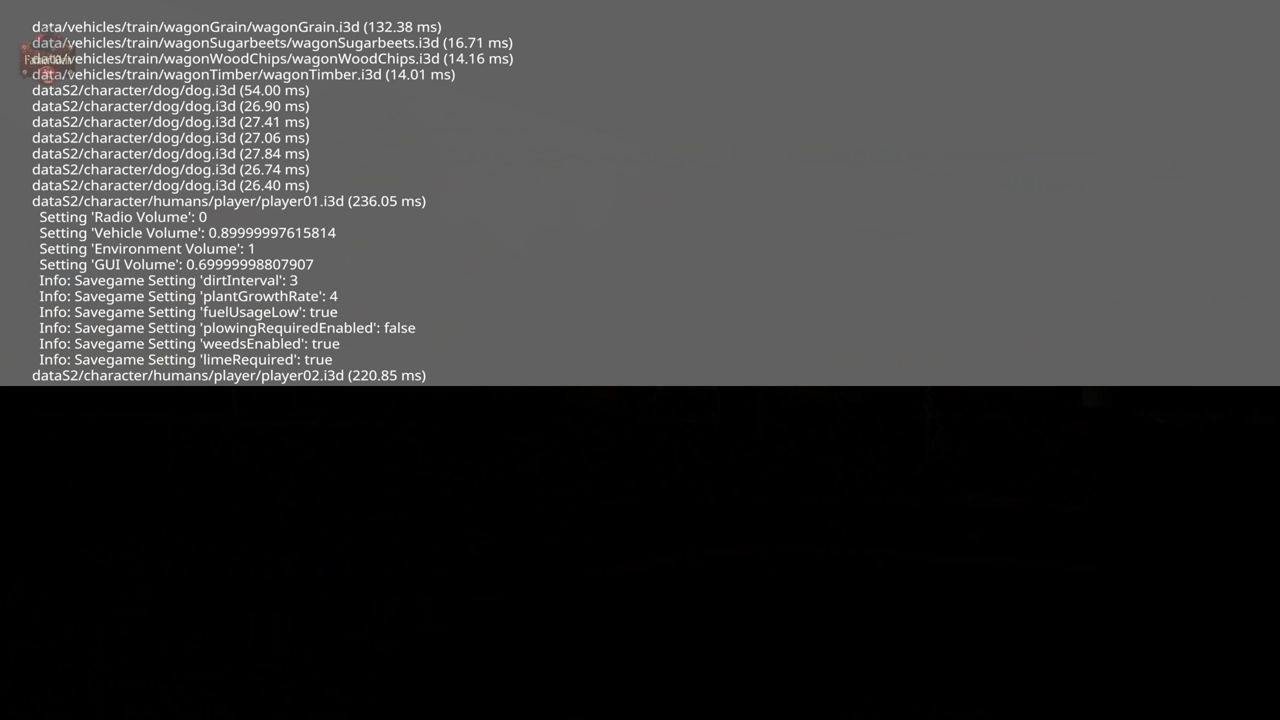 data/vehicles/train/wagonGrain/wagonGrain.i3d (132.38 ms)
data/vehicles/train/wagonSugarbeets/wagonSugarbeets.i3d (16.71 ms)
data/vehicles/train/wagonWoodChips/wagonWoodChips.i3d (14.16 ms)
data/vehicles/train/wagonTimber/wagonTimber.i3d (14.01 ms)
dataS2/character/dog/dog.i3d (54.00 ms)
dataS2/character/dog/dog.i3d (26.90 ms)
dataS2/character/dog/dog.i3d (27.41 ms)
dataS2/character/dog/dog.i3d (27.06 ms)
dataS2/character/dog/dog.i3d (27.84 ms)
dataS2/character/dog/dog.i3d (26.74 ms)
dataS2/character/dog/dog.i3d (26.40 ms)
dataS2/character/humans/player/player01.i3d (236.05 ms)
Setting 'Radio Volume': 0
Setting 'Vehicle Volume': 0.89999997615814
Setting 'Environment Volume': 1
Setting 'GUI Volume': 0.69999998807907
Info: Savegame Setting 'dirtInterval': 3
Info: Savegame Setting 'plantGrowthRate': 4
Info: Savegame Setting 'fuelUsageLow': true
Info: Savegame Setting 'plowingRequiredEnabled': false
Info: Savegame Setting 'weedsEnabled': true
Info: Savegame Setting 'limeRequired': true
dataS2/character/humans/player/player02.i3d (220.85 ms)